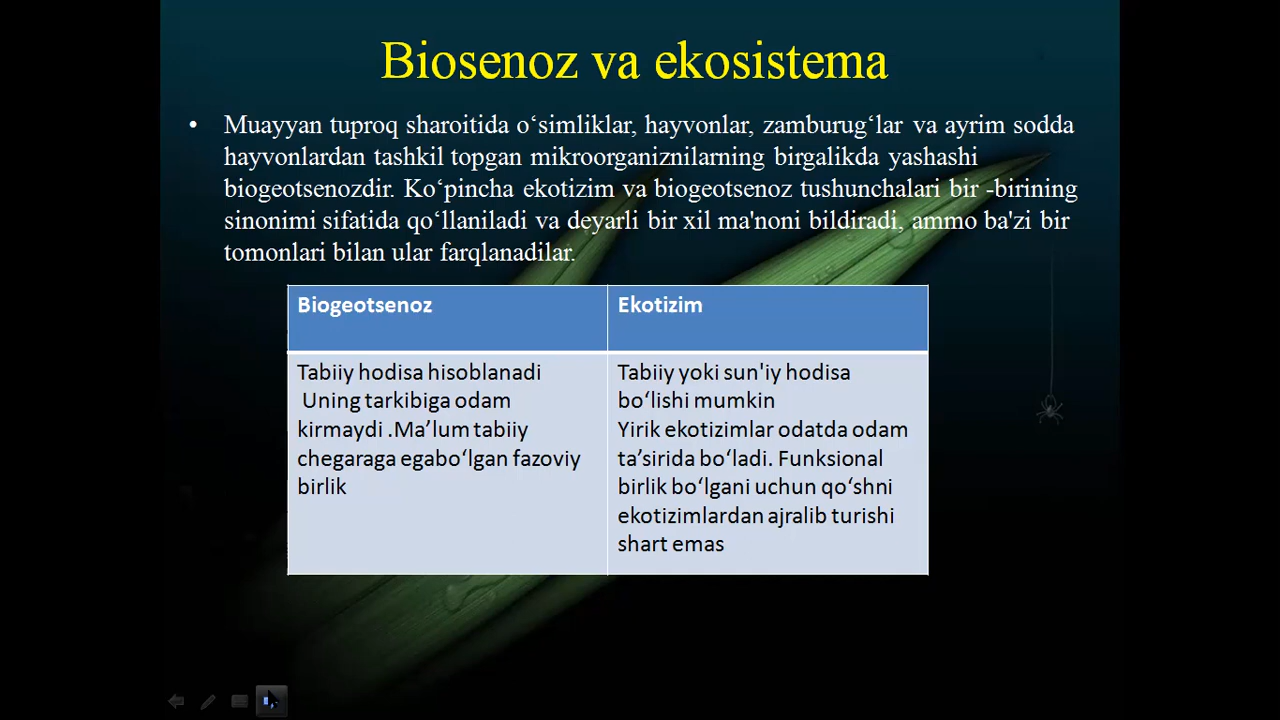 Biosenoz va ekosistema
• Muayyan tuproq sharoitida o‘simliklar, hayvonlar, zamburug‘lar va ayrim sodda
hayvonlardan tashkil topgan mikroorganiznilarning birgalikda yashashi
biogeotsenozdir. Ko‘pincha ekotizim va biogeotsenoz tushunchalari bir -birining
sinonimi sifatida qo‘llaniladi va deyarli bir xil ma'noni bildiradi, ammo ba'zi bir
tomonlari bilan ular farqlanadilar.
Biogeotsenoz
Ekotizim
Tabiiy hodisa hisoblanadi
Uning tarkibiga odam
kirmaydi .Ma’lum tabiiy
chegaraga egabo‘lgan fazoviy
birlik
Tabiiy yoki sun'iy hodisa
bo‘lishi mumkin
Yirik ekotizimlar odatda odam
ta’sirida bo‘ladi. Funksional
birlik bo‘lgani uchun qo‘shni
ekotizimlardan ajralib turishi
shart emas